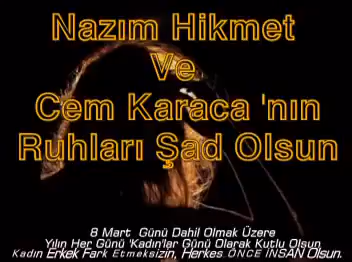 Nazım Hikmet
Ve
Cem Karaca 'nın
Ruhları Şad Olsun
8 Mart Günü Dahil Olmak Üzere
Yılın Her Günü 'Kadın'lar Günü Olarak Kutlu Olsun
Kadın Erkek Fark Etmeksizin, Herkes ÖNCE İNSAN Olsun.